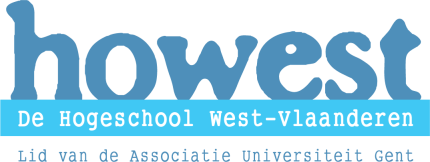 howest
De Hogeschool West-Vlaanderen
Lid van de Associatie Universiteit Gent